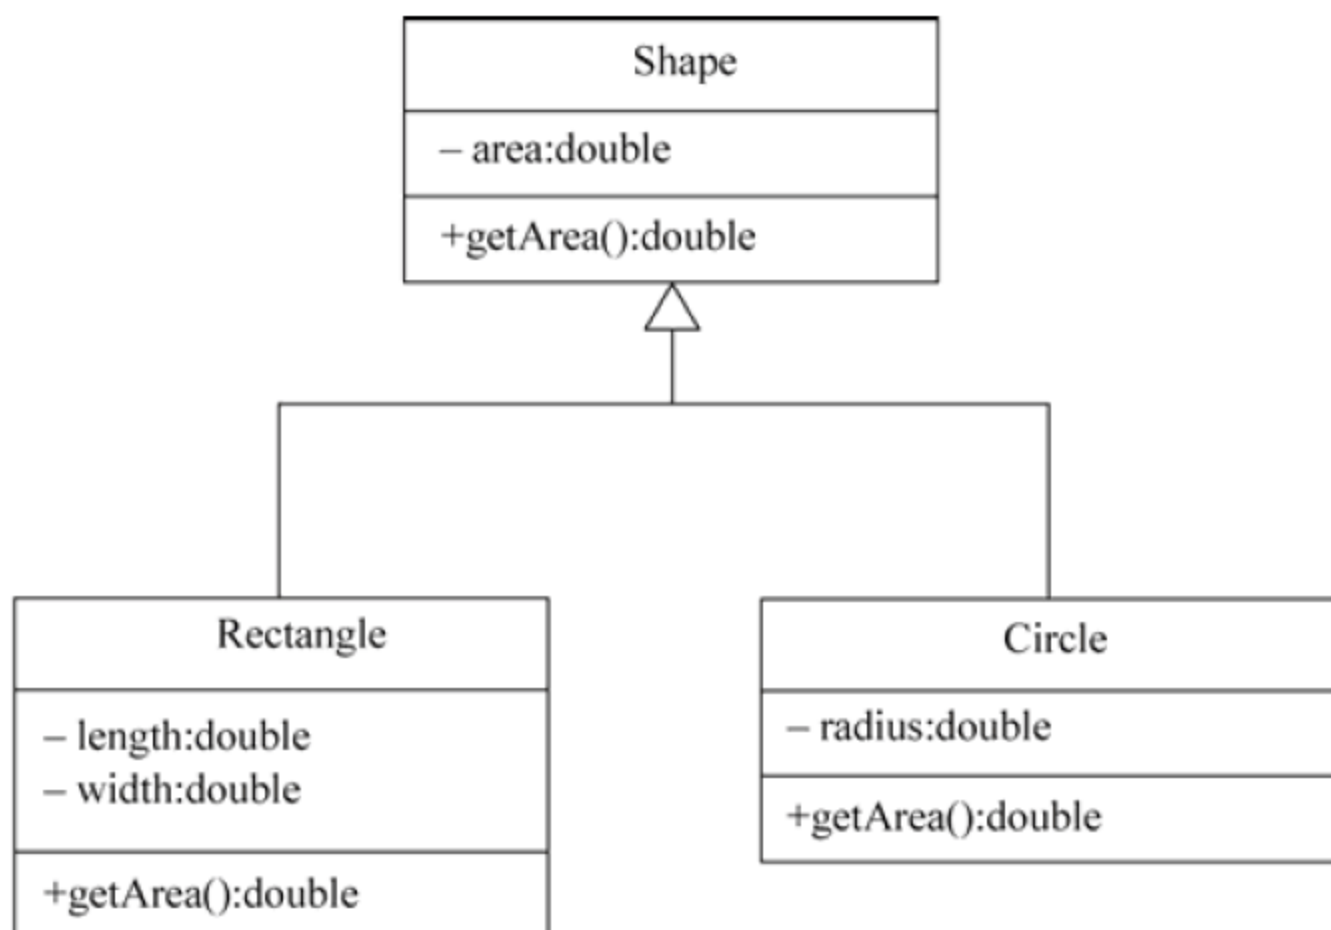 Shape
– area:double
+getArea():double
Rectangle
– length:double
– width:double
+getArea():double
Circle
– radius:double
+getArea():double